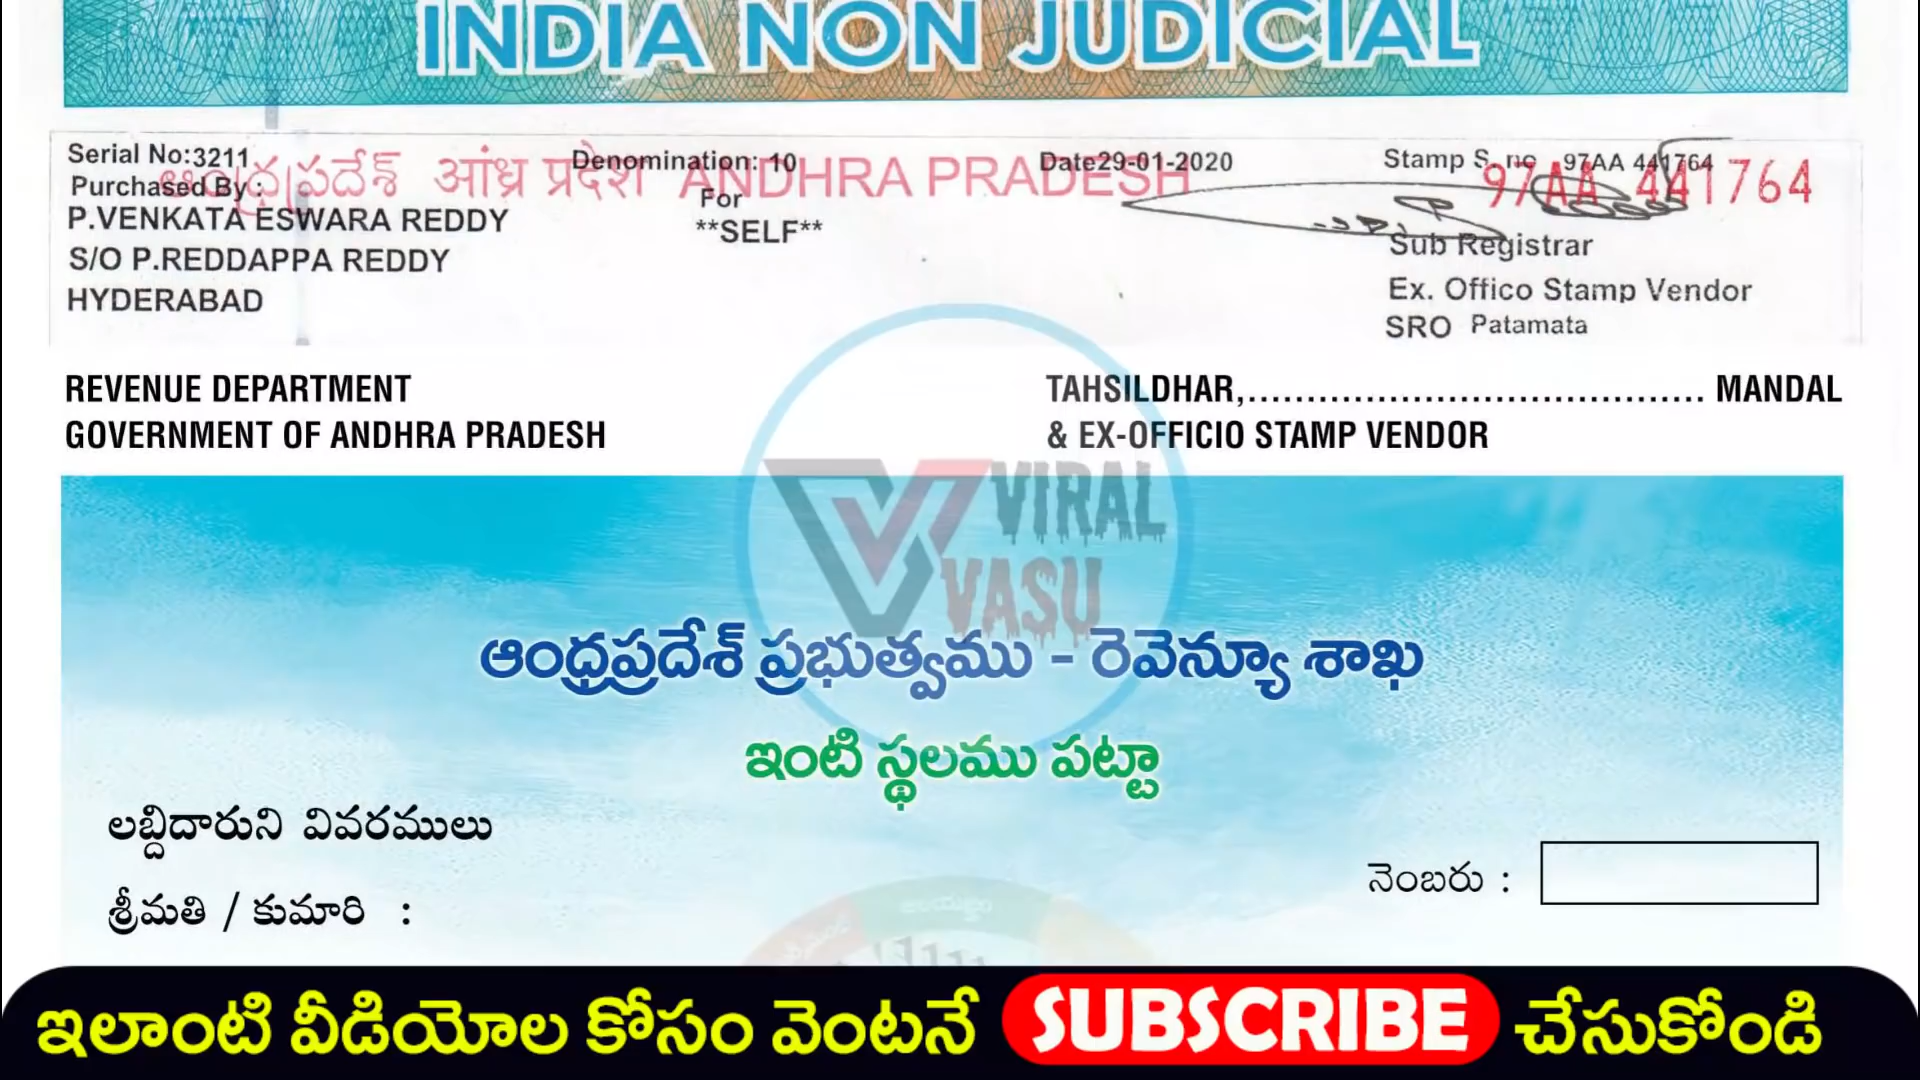 INDIA NON JUDICIAL
ఆంధ్రప్రదేశ్ आंध्र प्रदेश ANDHRA PRADESH
97AA 441764
Serial No:3211
Denomination: 10
Date29-01-2020
Stamp S. no 97AA 441764
Purchased By :
For
P.VENKATA ESWARA REDDY
**SELF**
Sub Registrar
S/O P.REDDAPPA REDDY
Ex. Offico Stamp Vendor
HYDERABAD
SRO Patamata
REVENUE DEPARTMENT
TAHSILDHAR,....................................... MANDAL
GOVERNMENT OF ANDHRA PRADESH
& EX-OFFICIO STAMP VENDOR
VIRAL
VASU
ఆంధ్రప్రదేశ్ ప్రభుత్వము - రెవెన్యూ శాఖ
ఇంటి స్థలము పట్టా
లబ్దిదారుని వివరములు
నెంబరు :
శ్రీమతి / కుమారి :
ఇలాంటి వీడియోల కోసం వెంటనే SUBSCRIBE చేసుకోండి